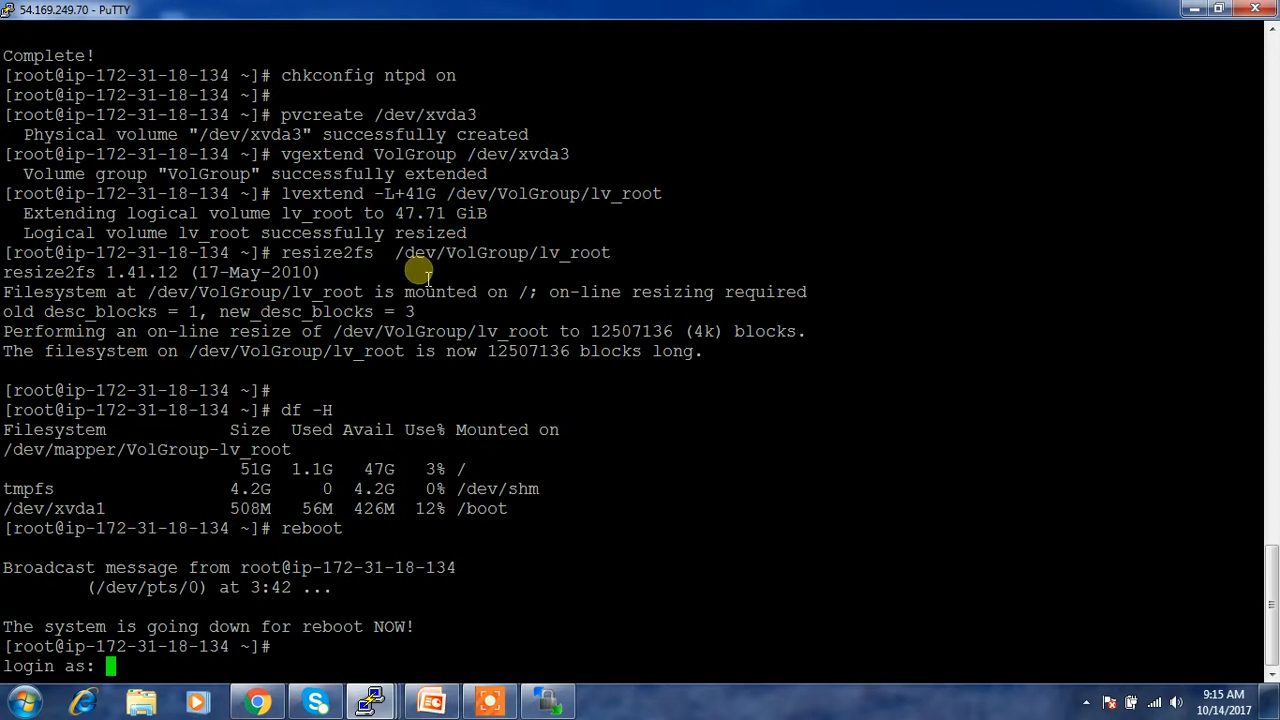 54.169.249.70 - PuTTY
Complete!
[root@ip-172-31-18-134 ~]# chkconfig ntpd on
[root@ip-172-31-18-134 ~]#
[root@ip-172-31-18-134 ~]# pvcreate /dev/xvda3
  Physical volume "/dev/xvda3" successfully created
[root@ip-172-31-18-134 ~]# vgextend VolGroup /dev/xvda3
  Volume group "VolGroup" successfully extended
[root@ip-172-31-18-134 ~]# lvextend -L+41G /dev/VolGroup/lv_root
  Extending logical volume lv_root to 47.71 GiB
  Logical volume lv_root successfully resized
[root@ip-172-31-18-134 ~]# resize2fs  /dev/VolGroup/lv_root
resize2fs 1.41.12 (17-May-2010)
Filesystem at /dev/VolGroup/lv_root is mounted on /; on-line resizing required
old desc_blocks = 1, new_desc_blocks = 3
Performing an on-line resize of /dev/VolGroup/lv_root to 12507136 (4k) blocks.
The filesystem on /dev/VolGroup/lv_root is now 12507136 blocks long.
[root@ip-172-31-18-134 ~]#
[root@ip-172-31-18-134 ~]# df -H
Filesystem            Size  Used Avail Use% Mounted on
/dev/mapper/VolGroup-lv_root
                       51G  1.1G   47G   3% /
tmpfs                 4.2G     0  4.2G   0% /dev/shm
/dev/xvda1            508M   56M  426M  12% /boot
[root@ip-172-31-18-134 ~]# reboot
Broadcast message from root@ip-172-31-18-134
        (/dev/pts/0) at 3:42 ...
The system is going down for reboot NOW!
[root@ip-172-31-18-134 ~]#
login as:
9:15 AM
10/14/2017